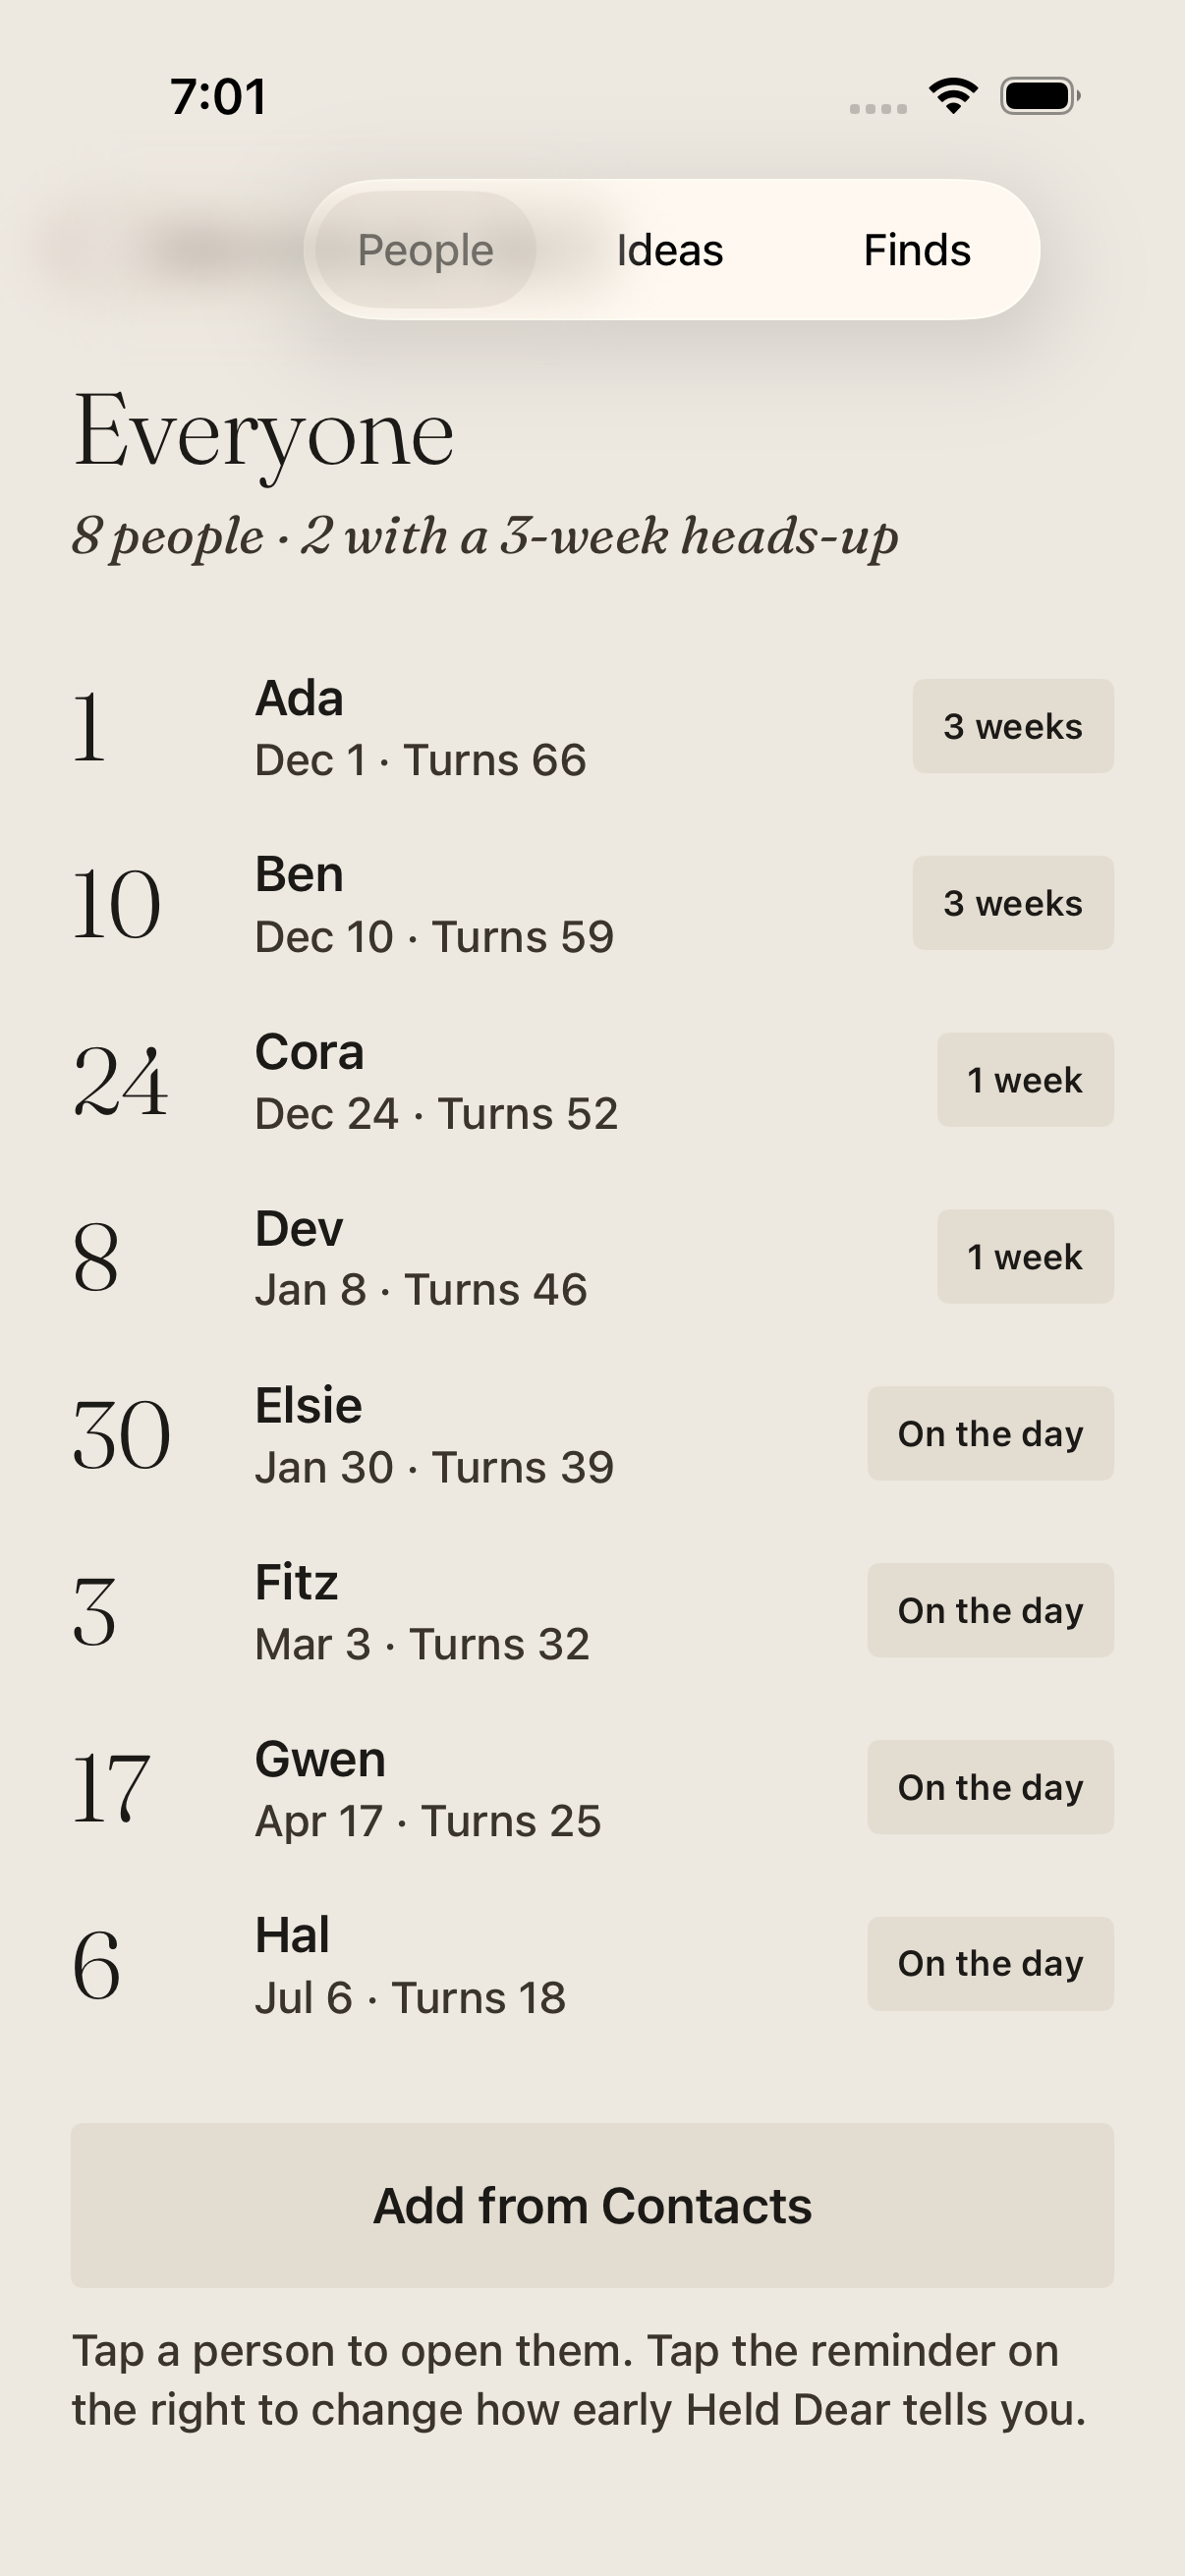 7:01
People Ideas Finds
Everyone
8 people · 2 with a 3-week heads-up
1 Ada 3 weeks
Dec 1 · Turns 66
10 Ben 3 weeks
Dec 10 · Turns 59
24 Cora 1 week
Dec 24 · Turns 52
8 Dev 1 week
Jan 8 · Turns 46
30 Elsie On the day
Jan 30 · Turns 39
3 Fitz On the day
Mar 3 · Turns 32
17 Gwen On the day
Apr 17 · Turns 25
6 Hal On the day
Jul 6 · Turns 18
Add from Contacts
Tap a person to open them. Tap the reminder on
the right to change how early Held Dear tells you.